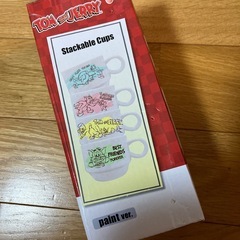 TOM and JERRY
Stackable Cups
BEST
FRIENDS
paint ver.